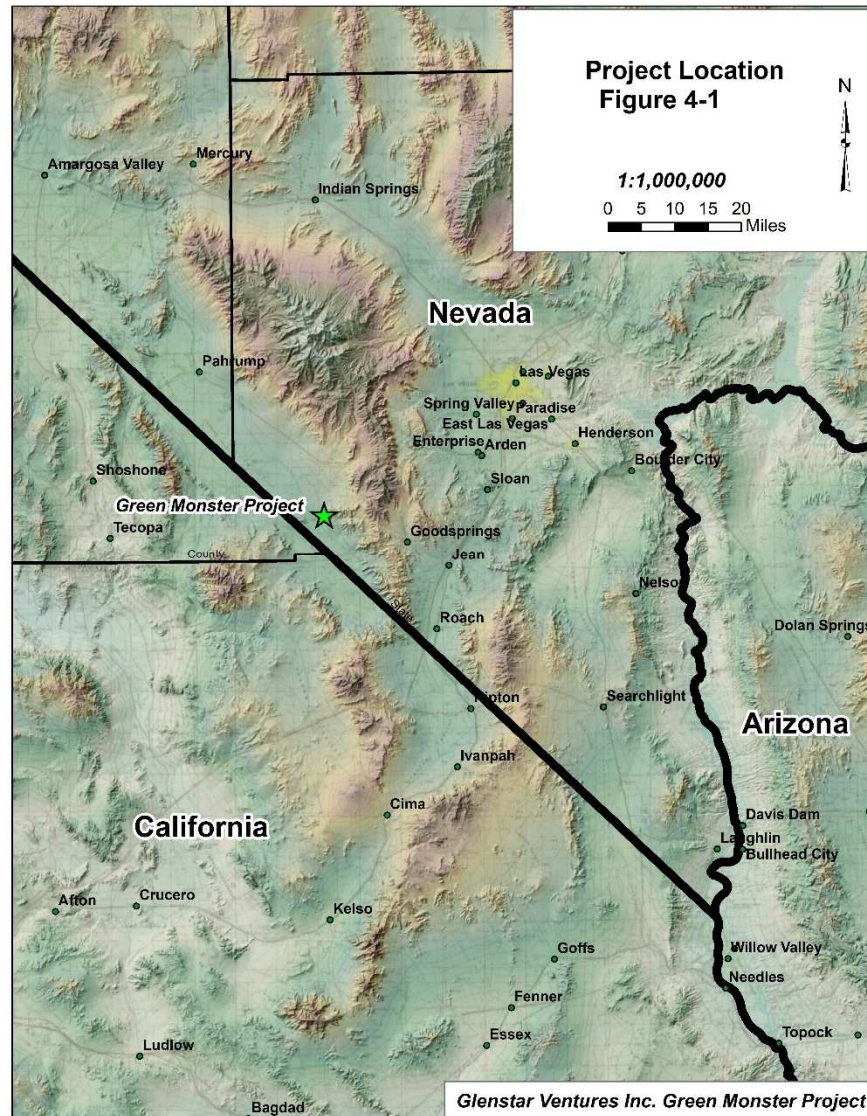 Project Location
Figure 4-1
N
1:1,000,000
0 5 10 15 20
Miles
Mercury
Amargosa Valley
Indian Springs
Nevada
Pahrump
Las Vegas
Spring Valley
Paradise
East Las Vegas
Henderson
Enterprise
Arden
Boulder City
Shoshone
Sloan
Green Monster Project
Tecopa
Goodsprings
County
Jean
Nelson
State
Roach
Dolan Springs
Nipton
Searchlight
Arizona
Ivanpah
Cima
California
Davis Dam
Laughlin
Bullhead City
Afton
Crucero
Kelso
Goffs
Willow Valley
Needles
Fenner
Essex
Topock
Ludlow
Bagdad
Glenstar Ventures Inc. Green Monster Project